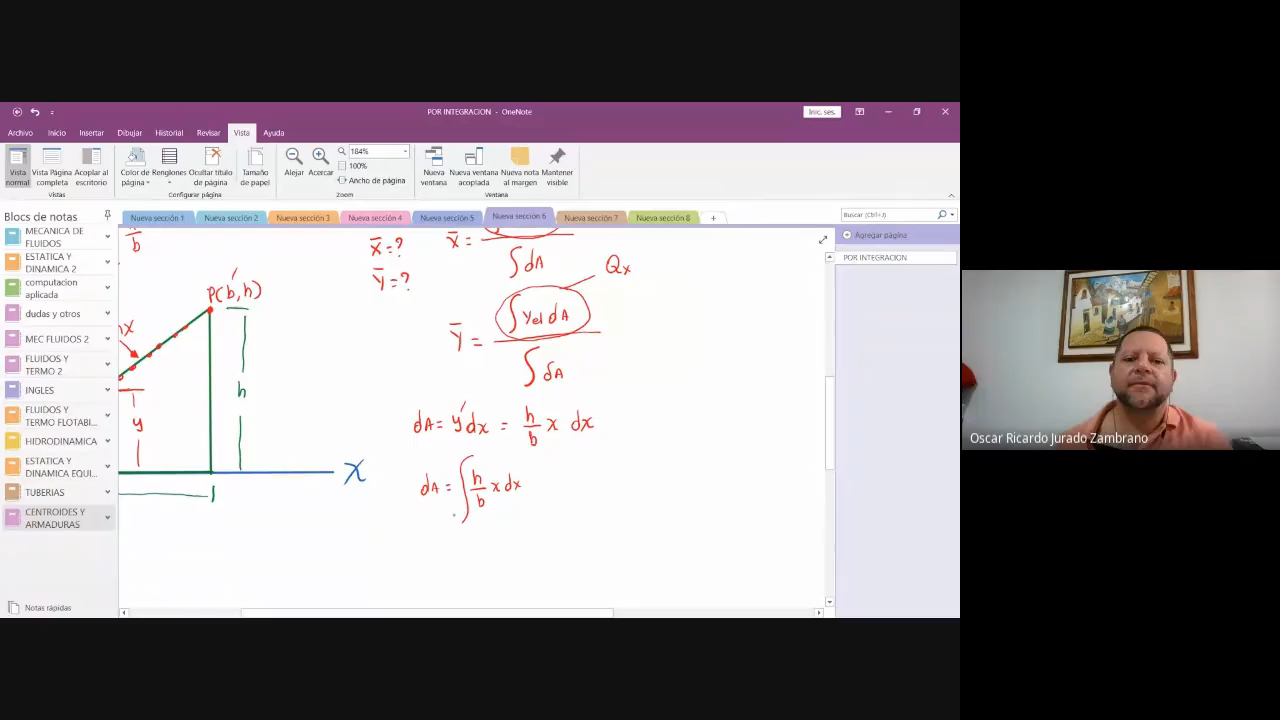 POR INTEGRACION - OneNote
Inic. ses.
Archivo Inicio Insertar Dibujar Historial Revisar Vista Ayuda
Vista normal
Vista Página completa
Acoplar al escritorio
Vistas
Color de página
Renglones
Ocultar título de página
Tamaño de papel
Configurar página
Alejar
Acercar
184%
100%
Ancho de página
Zoom
Nueva ventana
Nueva ventana acoplada
Nueva nota al margen
Mantener visible
Ventana
Blocs de notas
Nueva sección 1 Nueva sección 2 Nueva sección 3 Nueva sección 4 Nueva sección 5 Nueva sección 6 Nueva sección 7 Nueva sección 8 +
Buscar (Ctrl+J)
Agregar página
POR INTEGRACION
MECANICA DE FLUIDOS
ESTATICA Y DINAMICA 2
computacion aplicada
dudas y otros
MEC FLUIDOS 2
FLUIDOS Y TERMO 2
INGLES
FLUIDOS Y TERMO FLOTABI...
HIDRODINAMICA
ESTATICA Y DINAMICA EQUI...
TUBERIAS
CENTROIDES Y ARMADURAS
Notas rápidas
b
P(b,h)
x
h
y
X
X̄=?
Ȳ=?
X̄=
∫dA
Qx
Ȳ = ∫Yel dA / ∫dA
dA = y dx = h/b x dx
dA = ∫ h/b x dx
Oscar Ricardo Jurado Zambrano